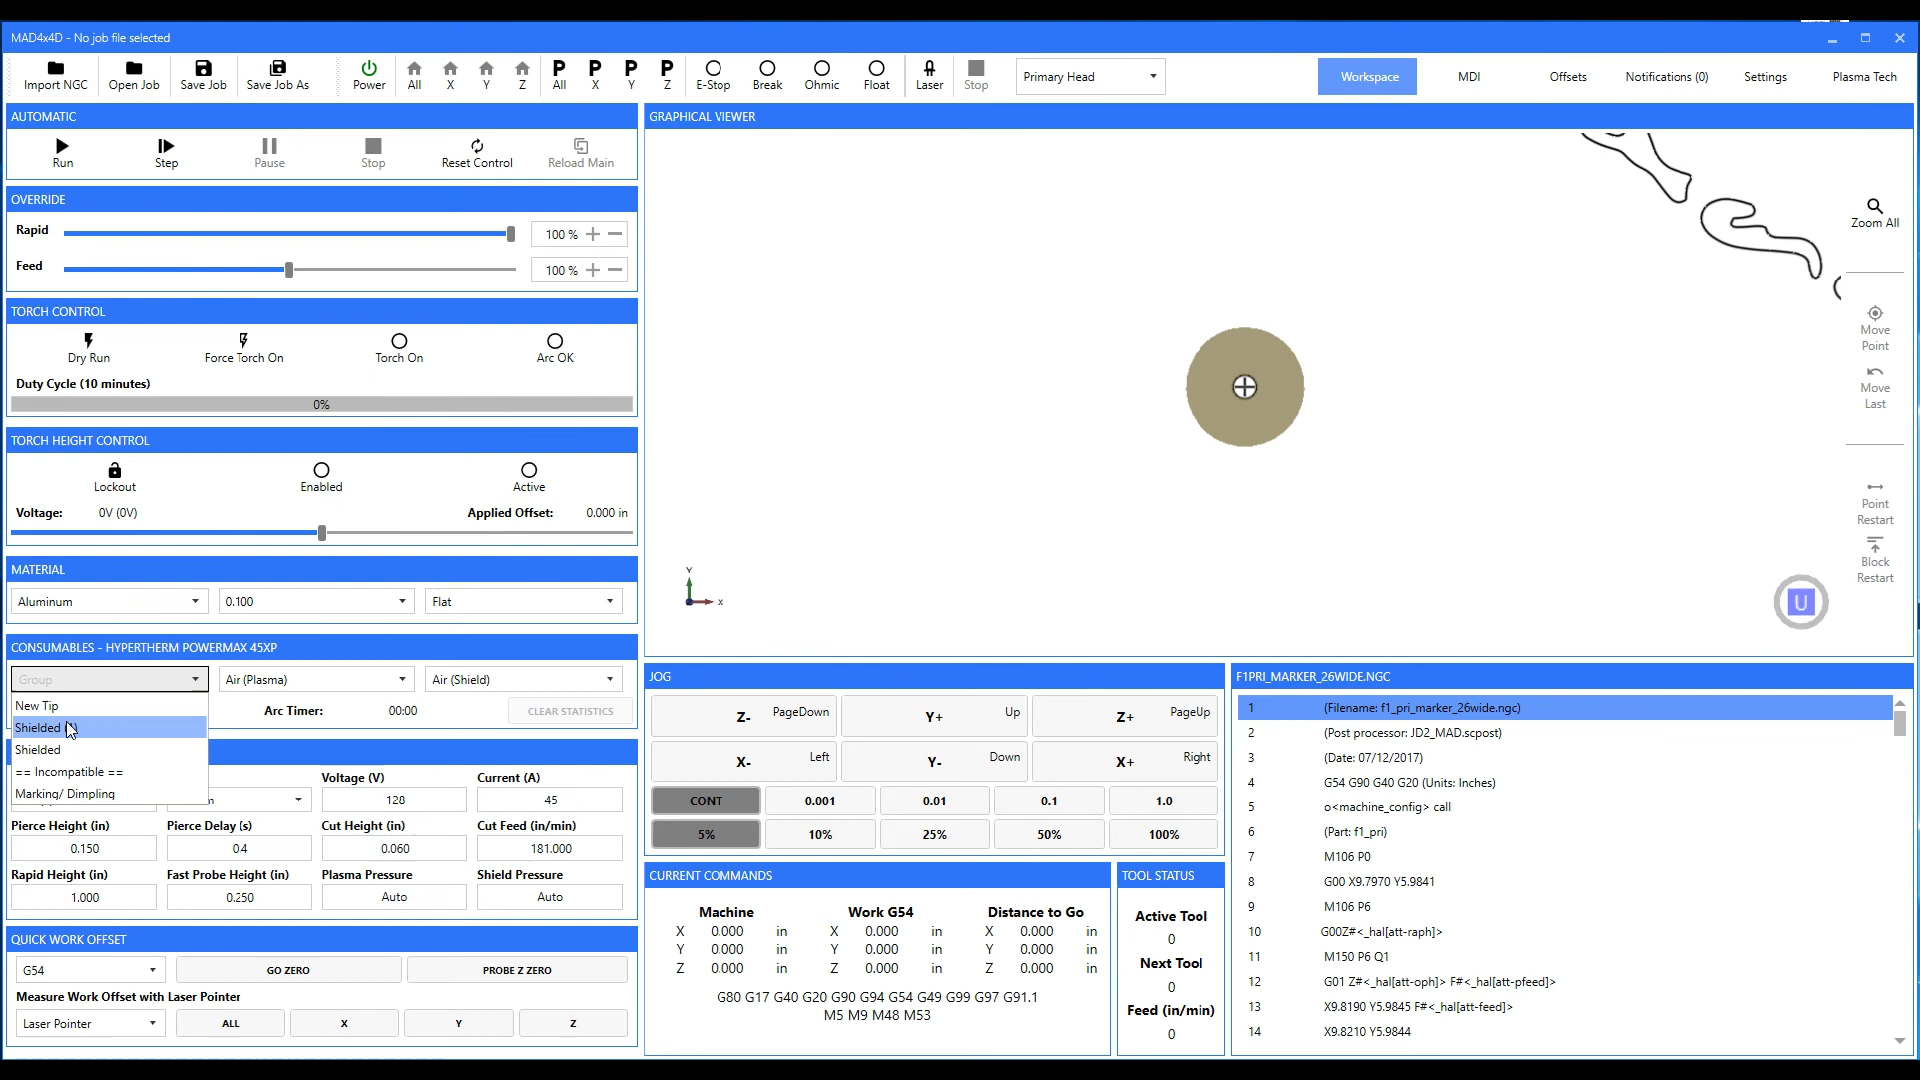 MAD4x4D - No job file selected
Import NGC Open Job Save Job Save Job As Power All X Y Z All X Y Z E-Stop Break Ohmic Float Laser Stop Primary Head Workspace MDI Offsets Notifications (0) Settings Plasma Tech
AUTOMATIC
Run Step Pause Stop Reset Control Reload Main
OVERRIDE
Rapid 100 %
Feed 100 %
TORCH CONTROL
Dry Run Force Torch On Torch On Arc OK
Duty Cycle (10 minutes)
0%
TORCH HEIGHT CONTROL
Lockout Enabled Active
Voltage: 0V (0V) Applied Offset: 0.000 in
MATERIAL
Aluminum 0.100 Flat
CONSUMABLES - HYPERTHERM POWERMAX 45XP
Group Air (Plasma) Air (Shield)
New Tip Arc Timer: 00:00 CLEAR STATISTICS
Shielded
Shielded
== Incompatible ==
Marking/ Dimpling
Voltage (V) Current (A)
128 45
Pierce Height (in) Pierce Delay (s) Cut Height (in) Cut Feed (in/min)
0.150 0.4 0.060 181.000
Rapid Height (in) Fast Probe Height (in) Plasma Pressure Shield Pressure
1.000 0.250 Auto Auto
QUICK WORK OFFSET
G54 GO ZERO PROBE Z ZERO
Measure Work Offset with Laser Pointer
Laser Pointer ALL X Y Z
GRAPHICAL VIEWER
Zoom All
Move Point
Move Last
Point Restart
Block Restart
Y
X
U
JOG
Z- PageDown Y+ Up Z+ PageUp
X- Left Y- Down X+ Right
CONT 0.001 0.01 0.1 1.0
5% 10% 25% 50% 100%
CURRENT COMMANDS
Machine Work G54 Distance to Go
X 0.000 in X 0.000 in X 0.000 in
Y 0.000 in Y 0.000 in Y 0.000 in
Z 0.000 in Z 0.000 in Z 0.000 in
G80 G17 G40 G20 G90 G94 G54 G49 G99 G97 G91.1
M5 M9 M48 M53
TOOL STATUS
Active Tool
0
Next Tool
0
Feed (in/min)
0
F1PRI_MARKER_26WIDE.NGC
1 (Filename: f1_pri_marker_26wide.ngc)
2 (Post processor: JD2_MAD.scpost)
3 (Date: 07/12/2017)
4 G54 G90 G40 G20 (Units: Inches)
5 o<machine_config> call
6 (Part: f1_pri)
7 M106 P0
8 G00 X9.7970 Y5.9841
9 M106 P6
10 G00Z#<_hal[att-raph]>
11 M150 P6 Q1
12 G01 Z#<_hal[att-oph]> F#<_hal[att-pfeed]>
13 X9.8190 Y5.9845 F#<_hal[att-feed]>
14 X9.8210 Y5.9844